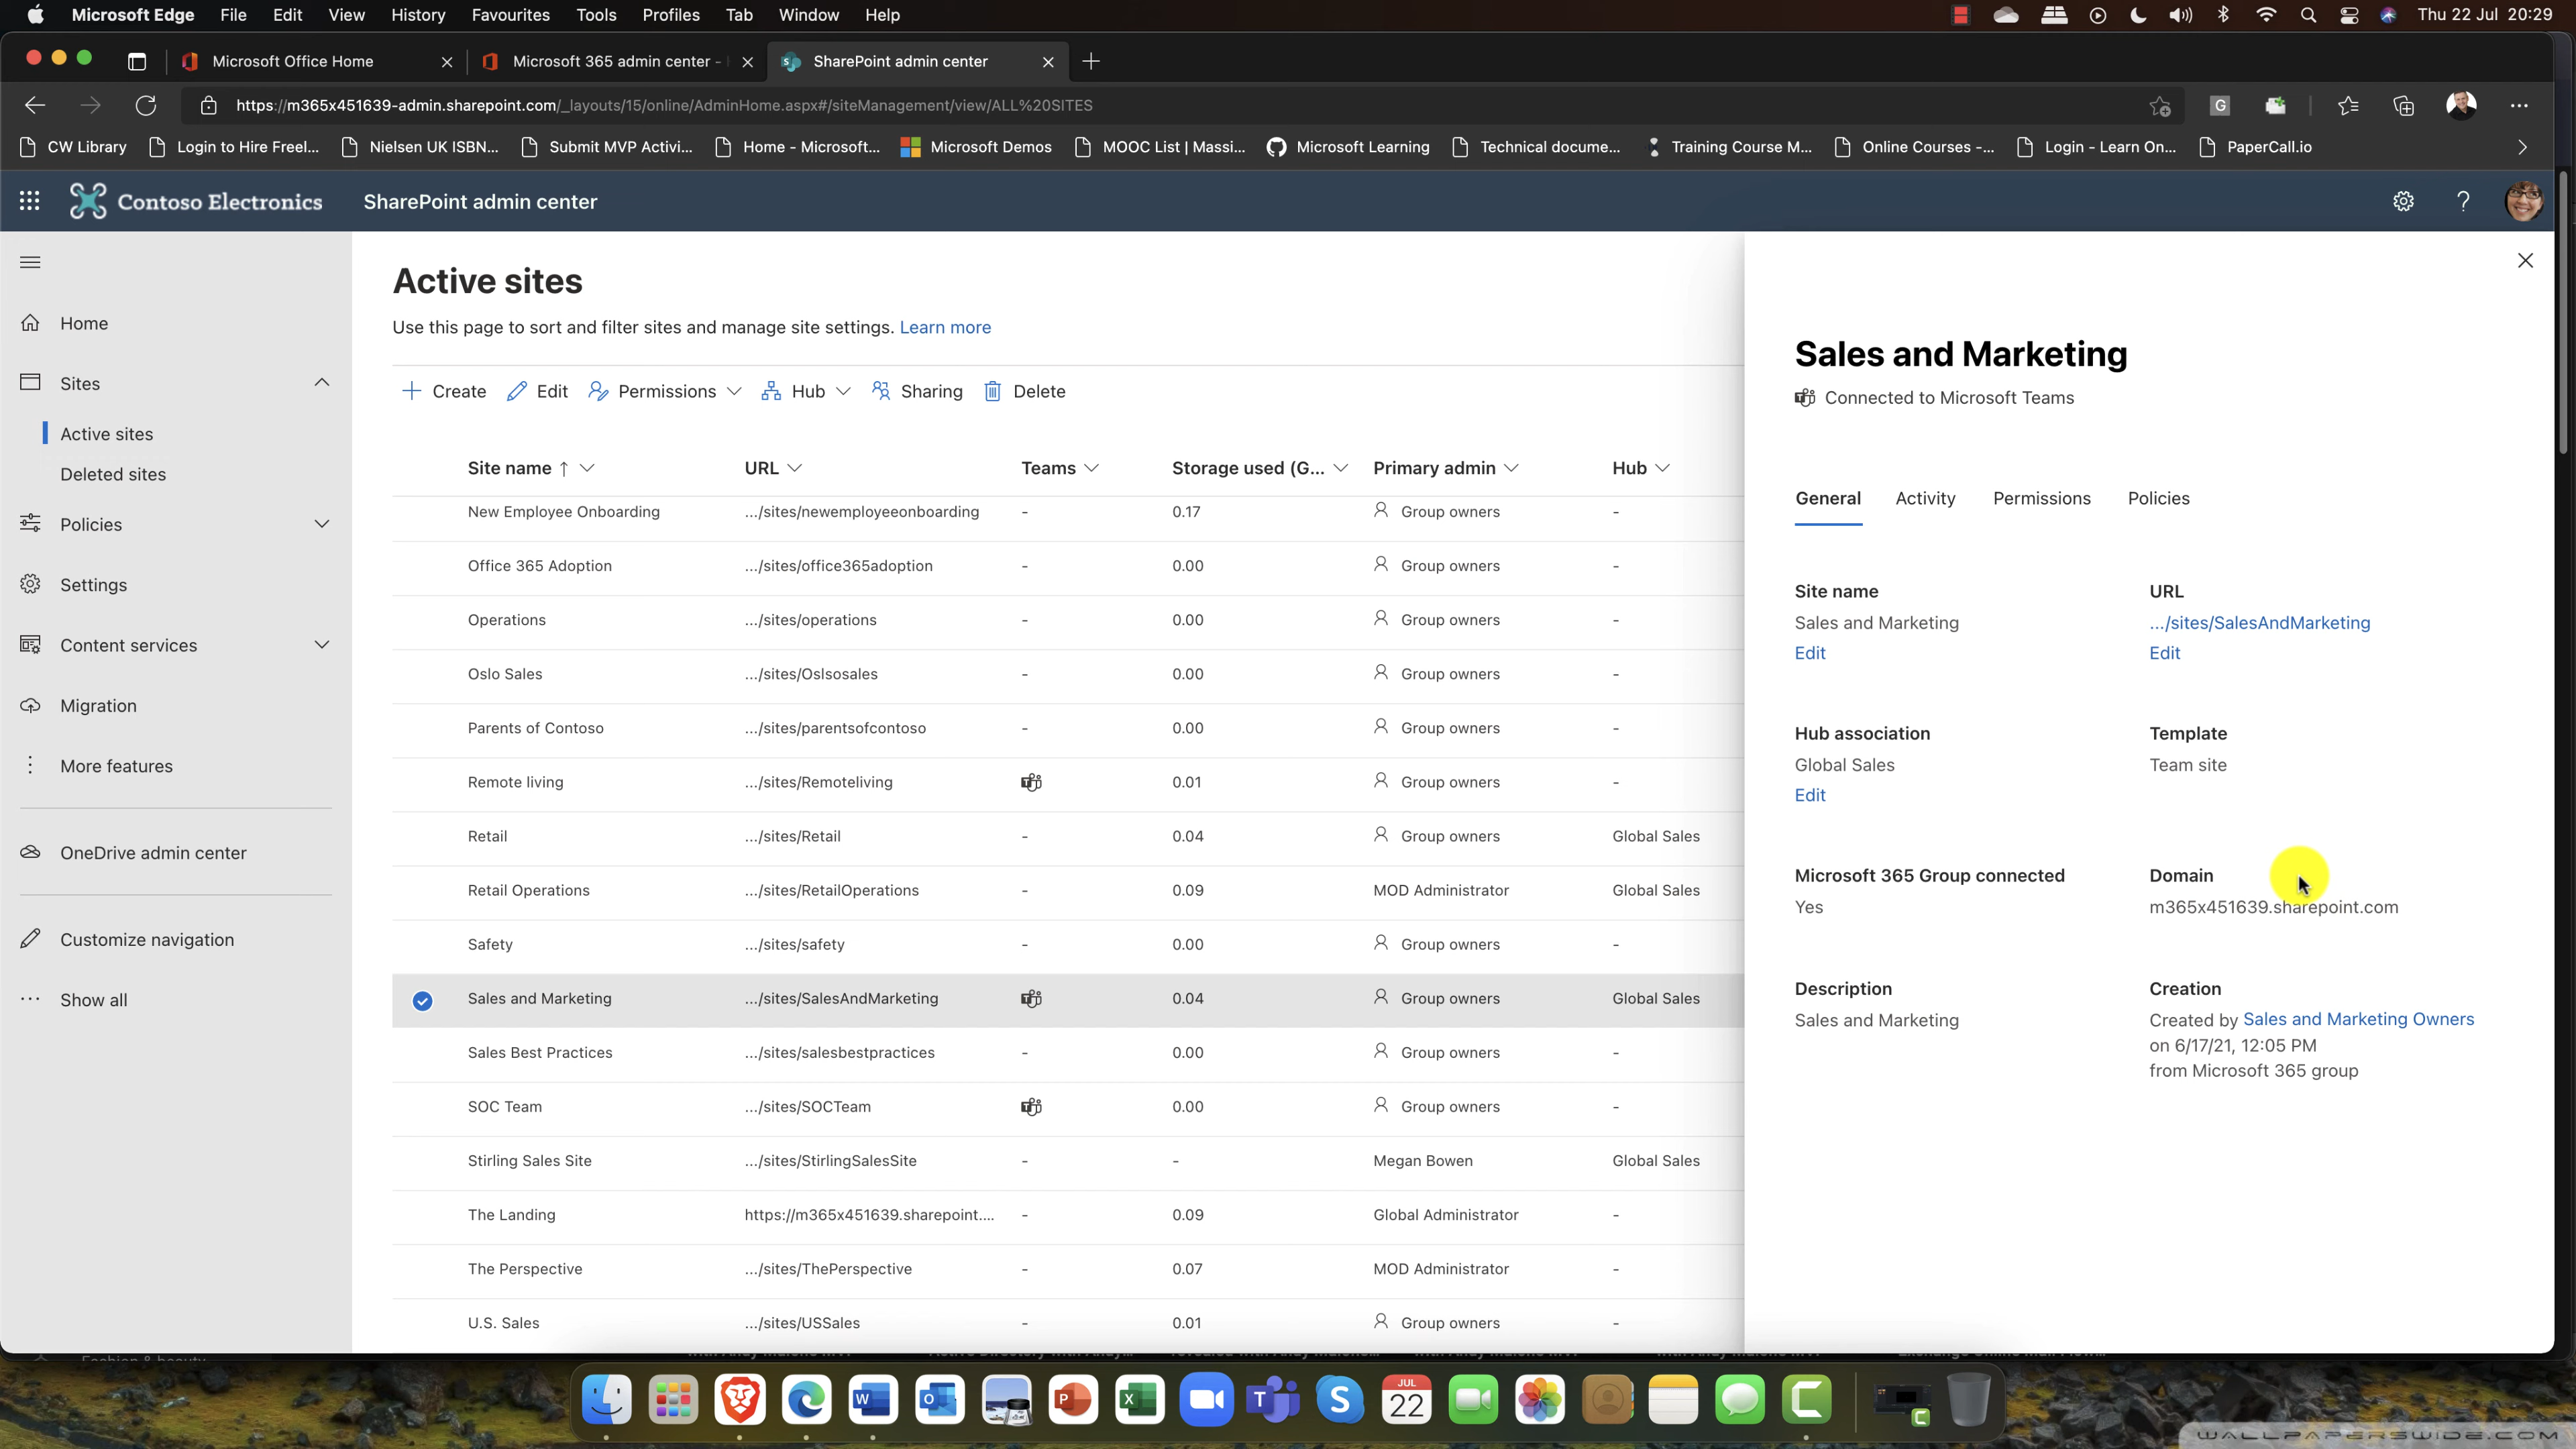 Microsoft Edge File Edit View History Favourites Tools Profiles Tab Window Help Thu 22 Jul 20:29
Microsoft Office Home Microsoft 365 admin center - SharePoint admin center
https://m365x451639-admin.sharepoint.com/_layouts/15/online/AdminHome.aspx#/siteManagement/view/ALL%20SITES G
CW Library Login to Hire Freel... Nielsen UK ISBN... Submit MVP Activi... Home - Microsoft... Microsoft Demos MOOC List | Massi... Microsoft Learning Technical docume... Training Course M... Online Courses -... Login - Learn On... PaperCall.io
Contoso Electronics SharePoint admin center ?
Home
Sites
Active sites
Deleted sites
Policies
Settings
Content services
Migration
More features
OneDrive admin center
Customize navigation
Show all
Active sites
Use this page to sort and filter sites and manage site settings. Learn more
Create Edit Permissions Hub Sharing Delete
Site name ↑ URL Teams Storage used (G... Primary admin Hub
New Employee Onboarding .../sites/newemployeeonboarding - 0.17 Group owners -
Office 365 Adoption .../sites/office365adoption - 0.00 Group owners -
Operations .../sites/operations - 0.00 Group owners -
Oslo Sales .../sites/Oslsosales - 0.00 Group owners -
Parents of Contoso .../sites/parentsofcontoso - 0.00 Group owners -
Remote living .../sites/Remoteliving 0.01 Group owners -
Retail .../sites/Retail - 0.04 Group owners Global Sales
Retail Operations .../sites/RetailOperations - 0.09 MOD Administrator Global Sales
Safety .../sites/safety - 0.00 Group owners -
Sales and Marketing .../sites/SalesAndMarketing 0.04 Group owners Global Sales
Sales Best Practices .../sites/salesbestpractices - 0.00 Group owners -
SOC Team .../sites/SOCTeam 0.00 Group owners -
Stirling Sales Site .../sites/StirlingSalesSite - - Megan Bowen Global Sales
The Landing https://m365x451639.sharepoint.... - 0.09 Global Administrator -
The Perspective .../sites/ThePerspective - 0.07 MOD Administrator -
U.S. Sales .../sites/USSales - 0.01 Group owners -
Sales and Marketing
Connected to Microsoft Teams
General Activity Permissions Policies
Site name URL
Sales and Marketing .../sites/SalesAndMarketing
Edit Edit
Hub association Template
Global Sales Team site
Edit
Microsoft 365 Group connected Domain
Yes m365x451639.sharepoint.com
Description Creation
Sales and Marketing Created by Sales and Marketing Owners
on 6/17/21, 12:05 PM
from Microsoft 365 group
JUL
22
WALLPAPERSWIDE.COM